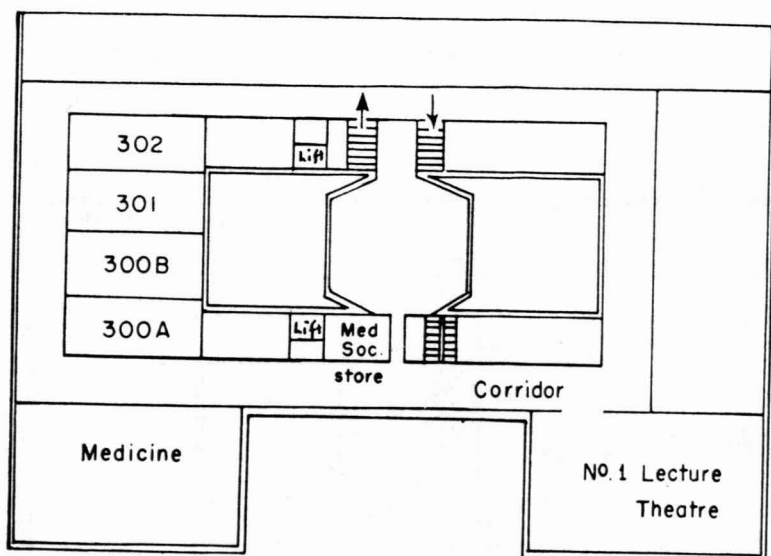 302
Lift
301
300B
300A
Lift
Med
Soc.
store
Corridor
Medicine
No. 1 Lecture
Theatre